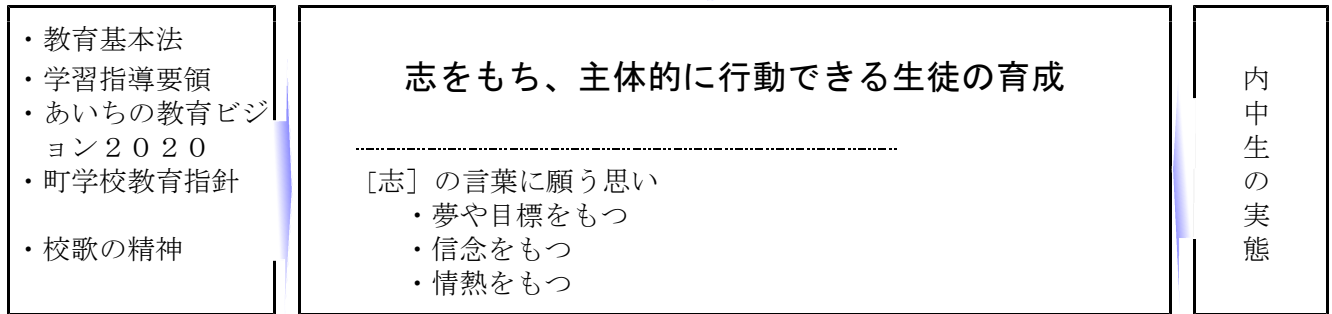 ・教育基本法
・学習指導要領
・あいちの教育ビジ
ョン２０２０
・町学校教育指針
・校歌の精神
志をもち、主体的に行動できる生徒の育成
［志］の言葉に願う思い
・夢や目標をもつ
・信念をもつ
・情熱をもつ
内中生の実態